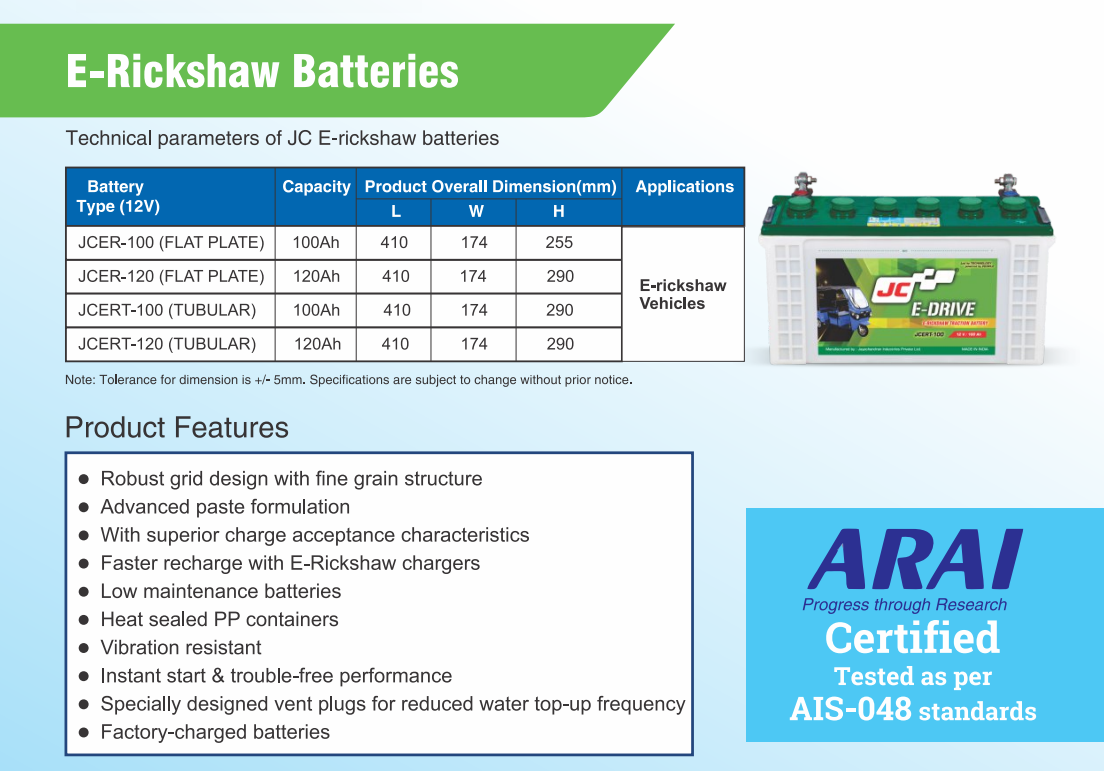 E-Rickshaw Batteries
Technical parameters of JC E-rickshaw batteries
Battery Type (12V) Capacity Product Overall Dimension(mm) Applications
L W H
JCER-100 (FLAT PLATE) 100Ah 410 174 255
JCER-120 (FLAT PLATE) 120Ah 410 174 290
E-rickshaw Vehicles
JCERT-100 (TUBULAR) 100Ah 410 174 290
JCERT-120 (TUBULAR) 120Ah 410 174 290
Note: Tolerance for dimension is +/- 5mm. Specifications are subject to change without prior notice.
JC
E-DRIVE
E-RICKSHAW TRACTION BATTERY
JCERT-100
MADE IN INDIA
Product Features
● Robust grid design with fine grain structure
● Advanced paste formulation
● With superior charge acceptance characteristics
● Faster recharge with E-Rickshaw chargers
● Low maintenance batteries
● Heat sealed PP containers
● Vibration resistant
● Instant start & trouble-free performance
● Specially designed vent plugs for reduced water top-up frequency
● Factory-charged batteries
ARAI
Progress through Research
Certified
Tested as per
AIS-048 standards